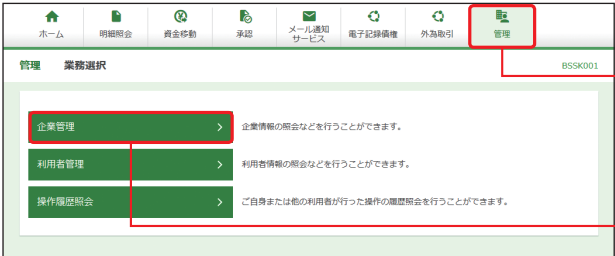 ホーム 明細照会 資金移動 承認 メール通知サービス 電子記録債権 外為取引 管理
管理 業務選択 BSSK001
企業管理 企業情報の照会などを行うことができます。
利用者管理 利用者情報の照会などを行うことができます。
操作履歴照会 ご自身または他の利用者が行った操作の履歴照会を行うことができます。